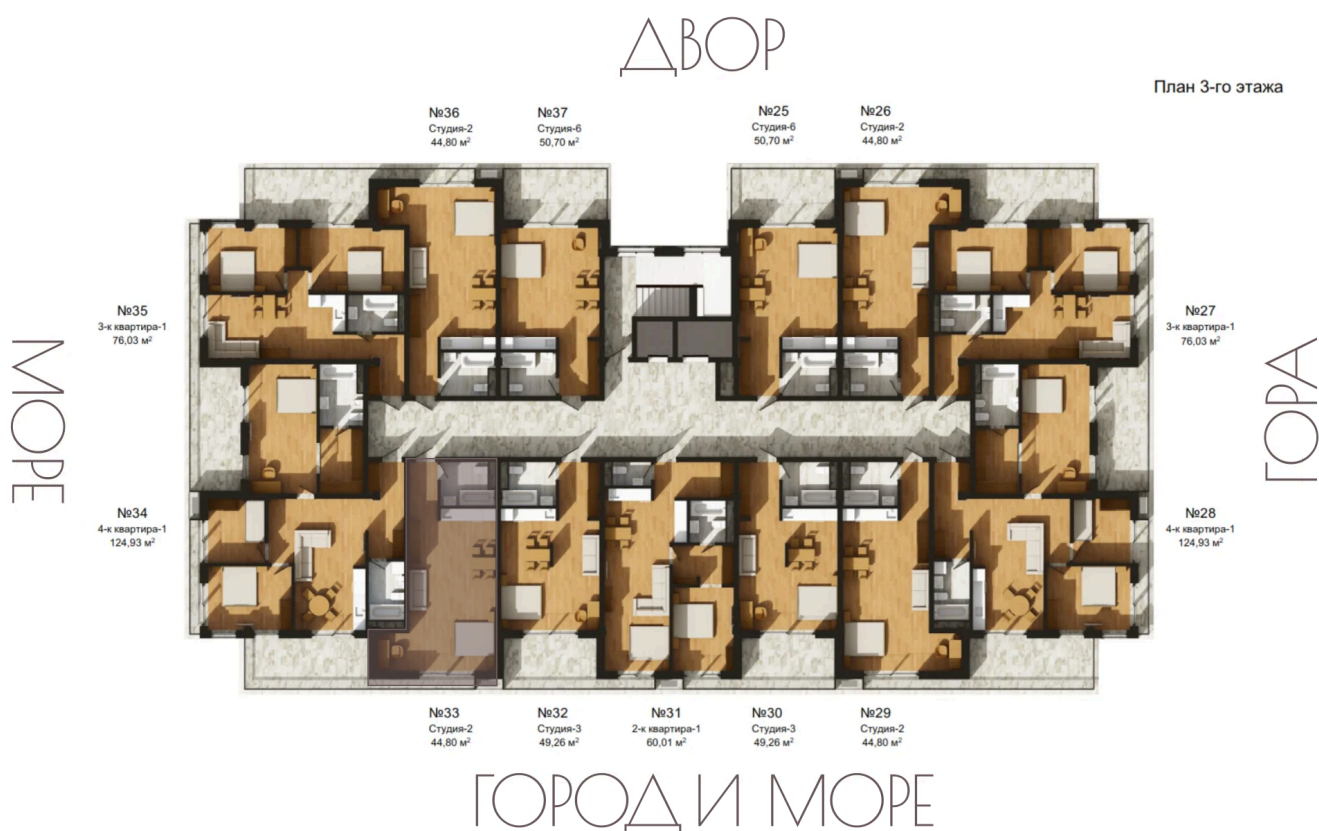 ДВОР
План 3-го этажа
№36
Студия-2
44,80 м²
№37
Студия-6
50,70 м²
№25
Студия-6
50,70 м²
№26
Студия-2
44,80 м²
№35
3-к квартира-1
76,03 м²
№27
3-к квартира-1
76,03 м²
МОРЕ
ГОРА
№34
4-к квартира-1
124,93 м²
№28
4-к квартира-1
124,93 м²
№33
Студия-2
44,80 м²
№32
Студия-3
49,26 м²
№31
2-к квартира-1
60,01 м²
№30
Студия-3
49,26 м²
№29
Студия-2
44,80 м²
ГОРОД И МОРЕ